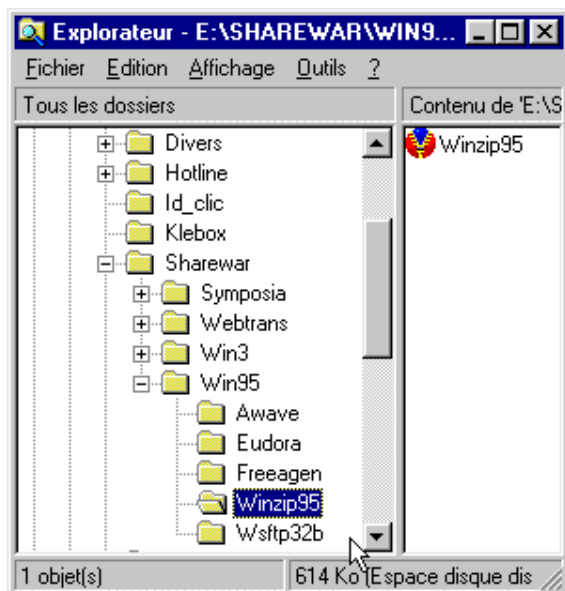 Explorateur - E:\SHAREWAR\WIN9...
Fichier Edition Affichage Outils ?
Tous les dossiers Contenu de 'E:\S
Divers
Hotline
Id_clic
Klebox
Sharewar
Symposia
Webtrans
Win3
Win95
Awave
Eudora
Freeagen
Winzip95
Wsftp32b
Winzip95
1 objet(s) 614 Ko (Espace disque dis